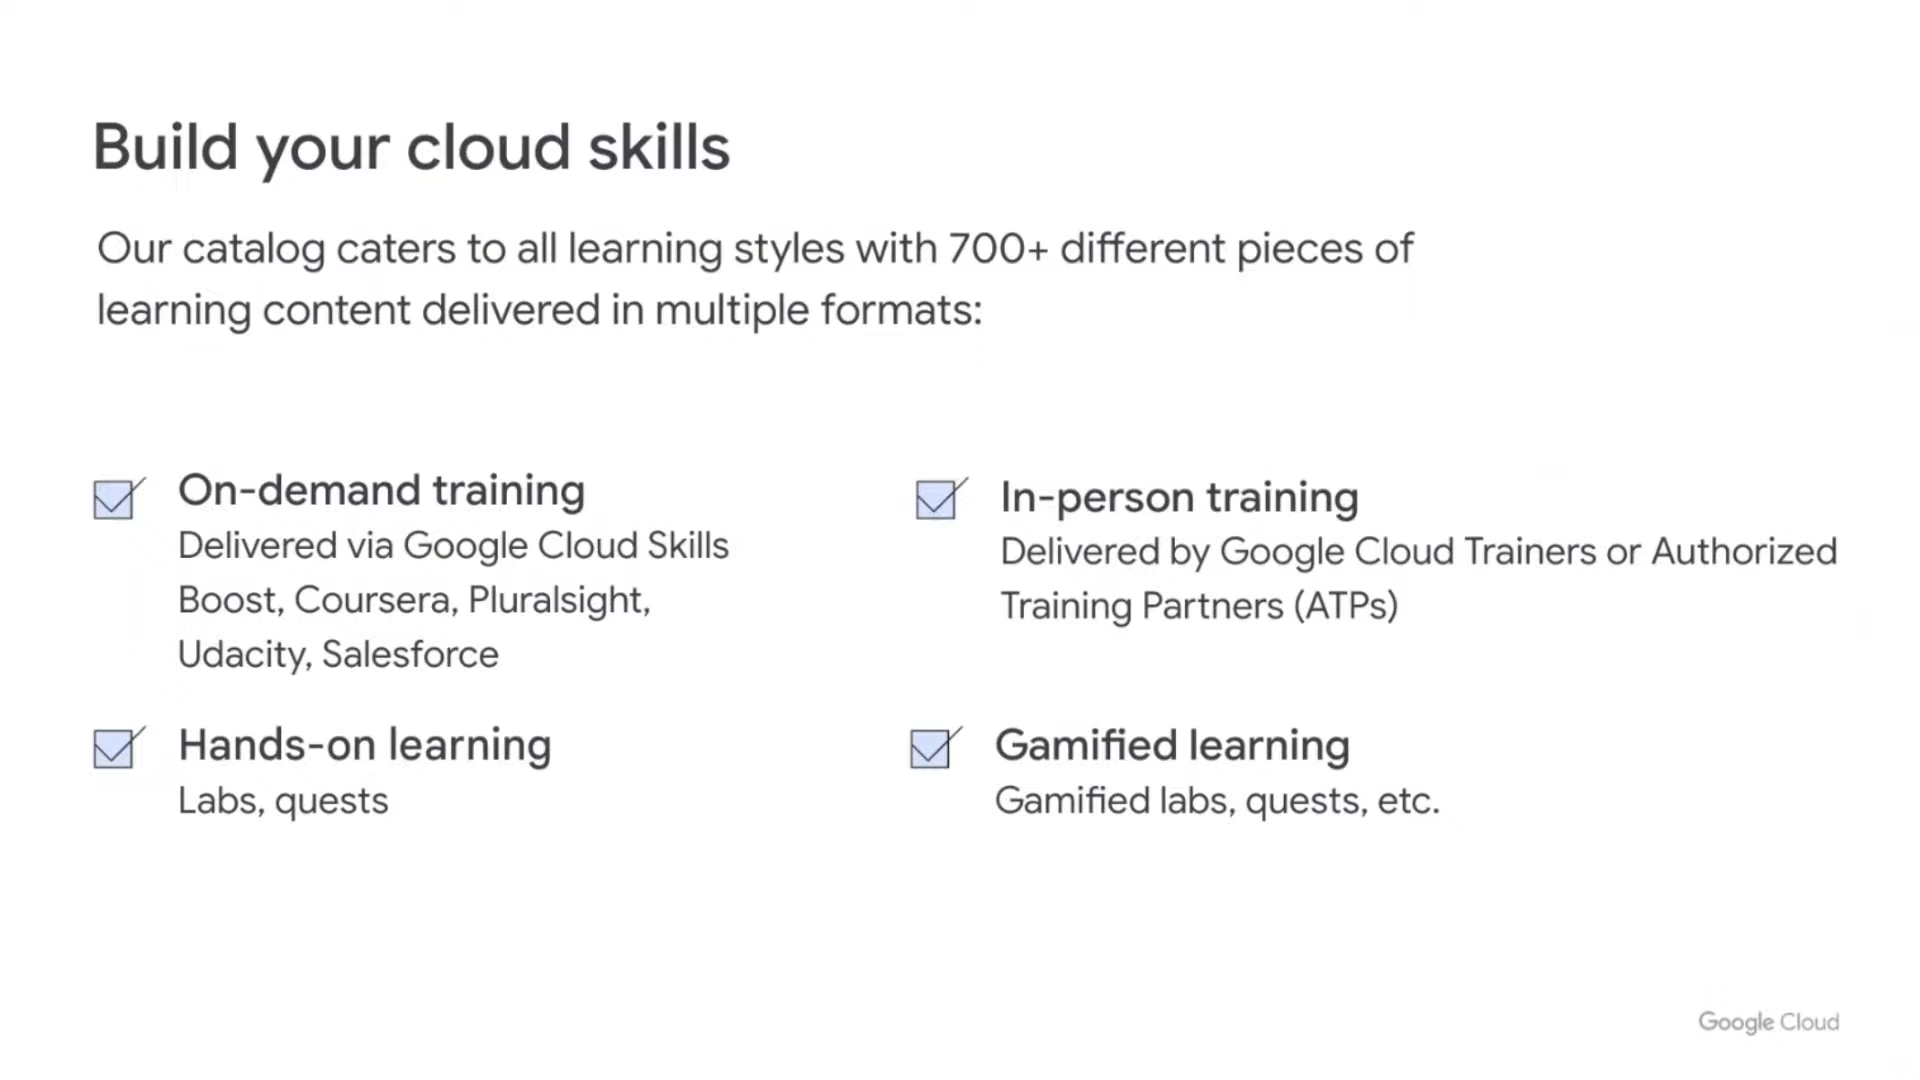 Build your cloud skills
Our catalog caters to all learning styles with 700+ different pieces of
learning content delivered in multiple formats:
On-demand training
Delivered via Google Cloud Skills
Boost, Coursera, Pluralsight,
Udacity, Salesforce
In-person training
Delivered by Google Cloud Trainers or Authorized
Training Partners (ATPs)
Hands-on learning
Labs, quests
Gamified learning
Gamified labs, quests, etc.
Google Cloud